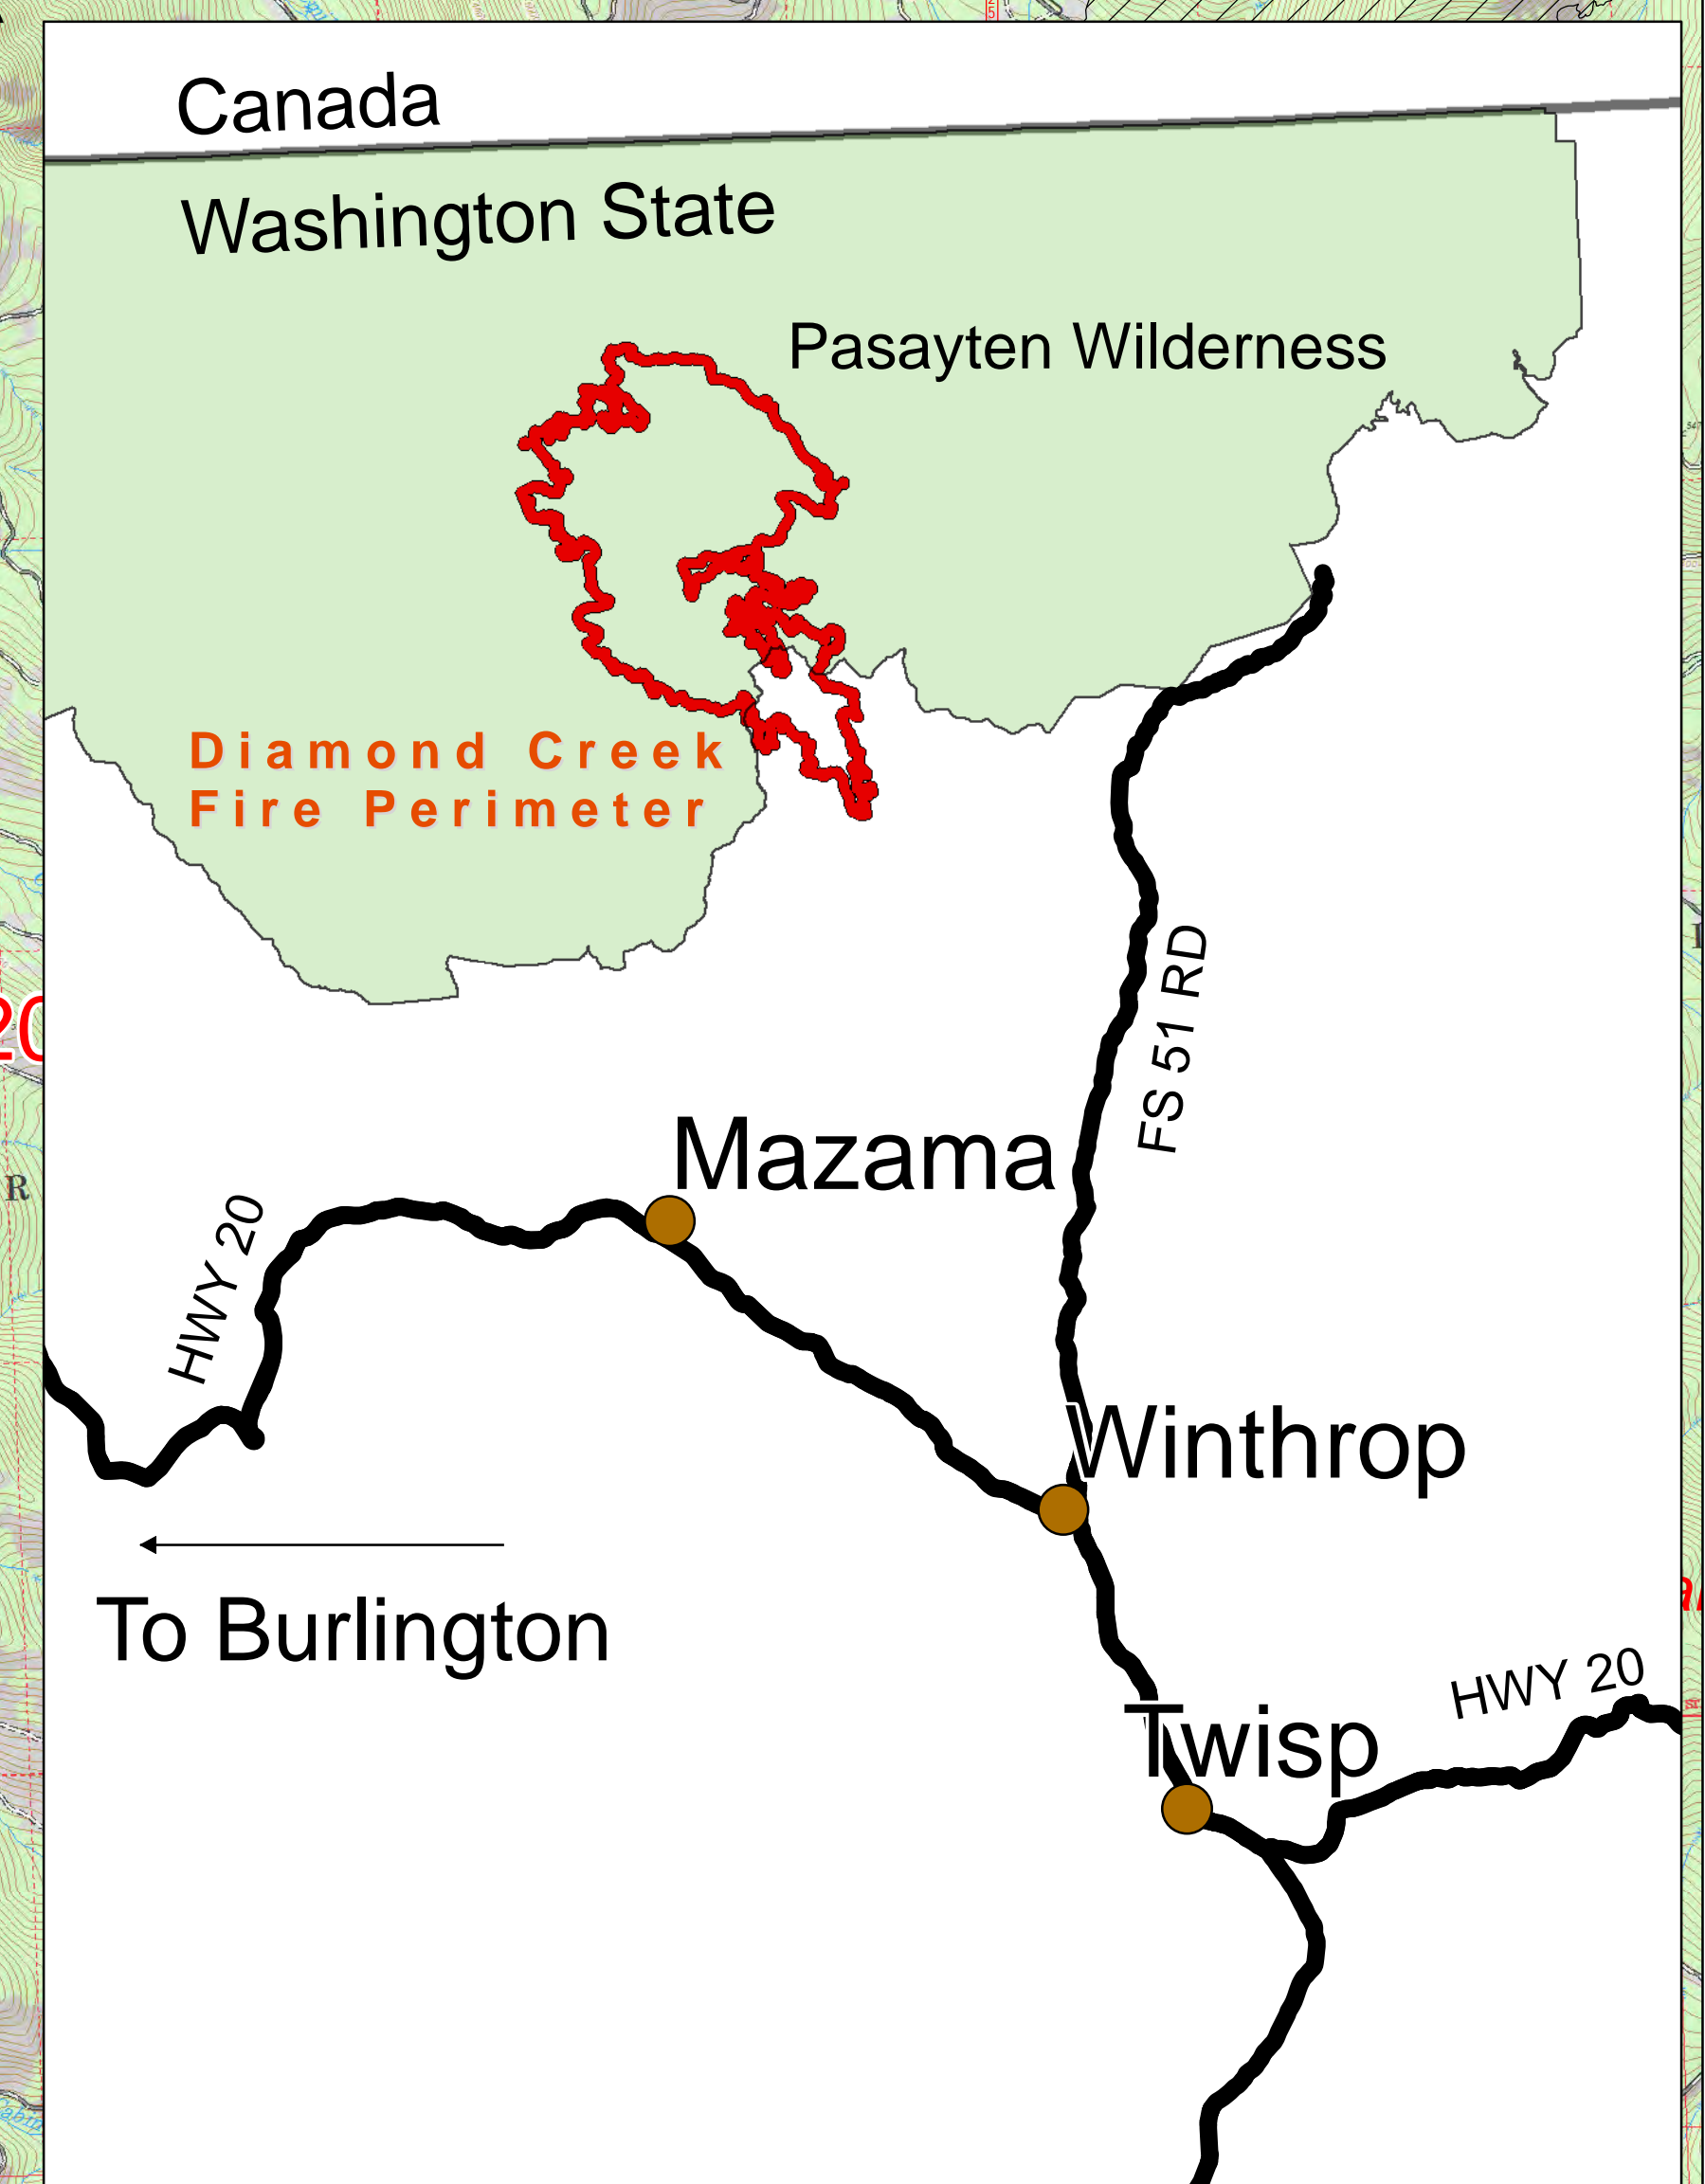 Canada
Washington State
Pasayten Wilderness
Diamond Creek
Fire Perimeter
FS 51 RD
Mazama
HWY 20
20
R
Winthrop
To Burlington
HWY 20
Twisp